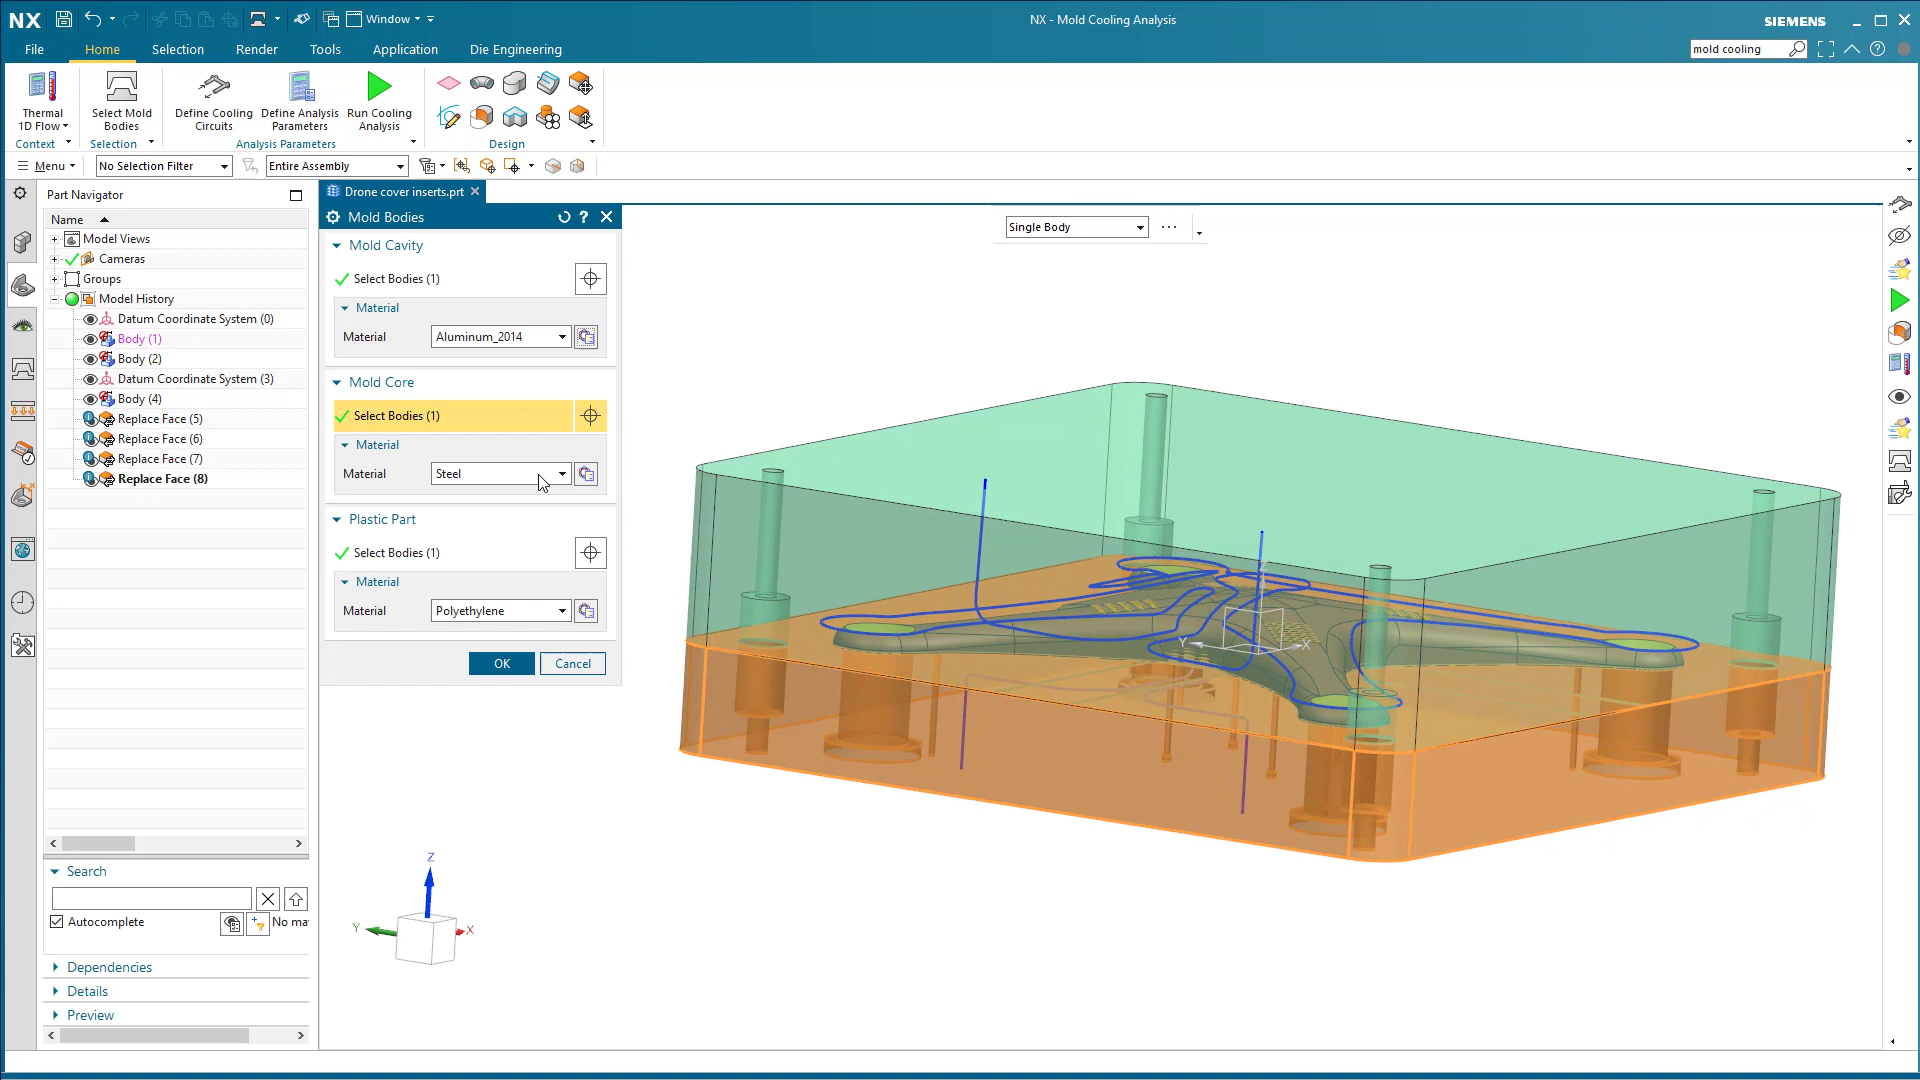 NX
Window
NX - Mold Cooling Analysis
SIEMENS
File
Home
Selection
Render
Tools
Application
Die Engineering
mold cooling
Thermal
1D Flow
Select Mold
Bodies
Define Cooling
Circuits
Define Analysis
Parameters
Run Cooling
Analysis
Context
Selection
Analysis Parameters
Design
Menu
No Selection Filter
Entire Assembly
Part Navigator
Name
Model Views
Cameras
Groups
Model History
Datum Coordinate System (0)
Body (1)
Body (2)
Datum Coordinate System (3)
Body (4)
Replace Face (5)
Replace Face (6)
Replace Face (7)
Replace Face (8)
Search
Autocomplete
No ma
Dependencies
Details
Preview
Drone cover inserts.prt
Mold Bodies
Mold Cavity
Select Bodies (1)
Material
Material
Aluminum_2014
Mold Core
Select Bodies (1)
Material
Material
Steel
Plastic Part
Select Bodies (1)
Material
Material
Polyethylene
OK
Cancel
Single Body
Z
Y
X
Z
Y
X